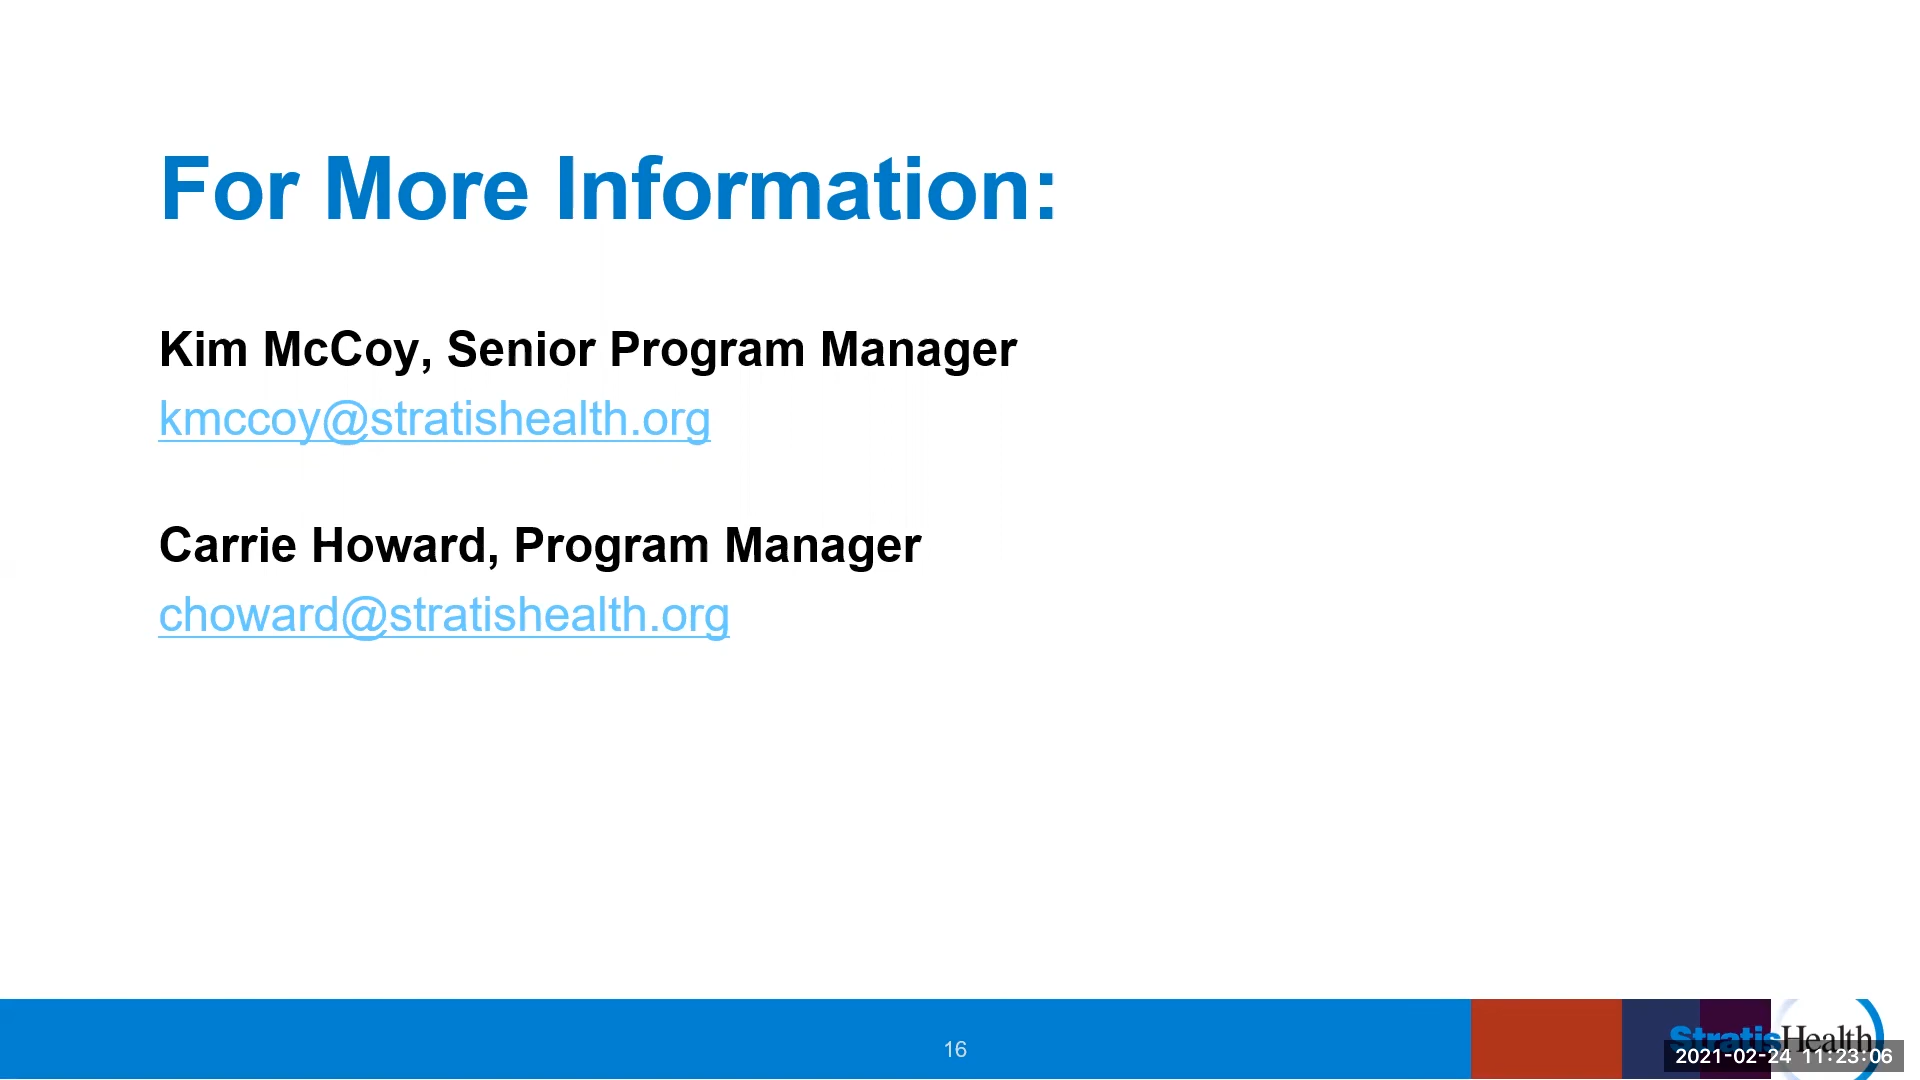 For More Information:
Kim McCoy, Senior Program Manager
kmccoy@stratishealth.org
Carrie Howard, Program Manager
choward@stratishealth.org
16
StratisHealth
2021-02-24 11:23:06